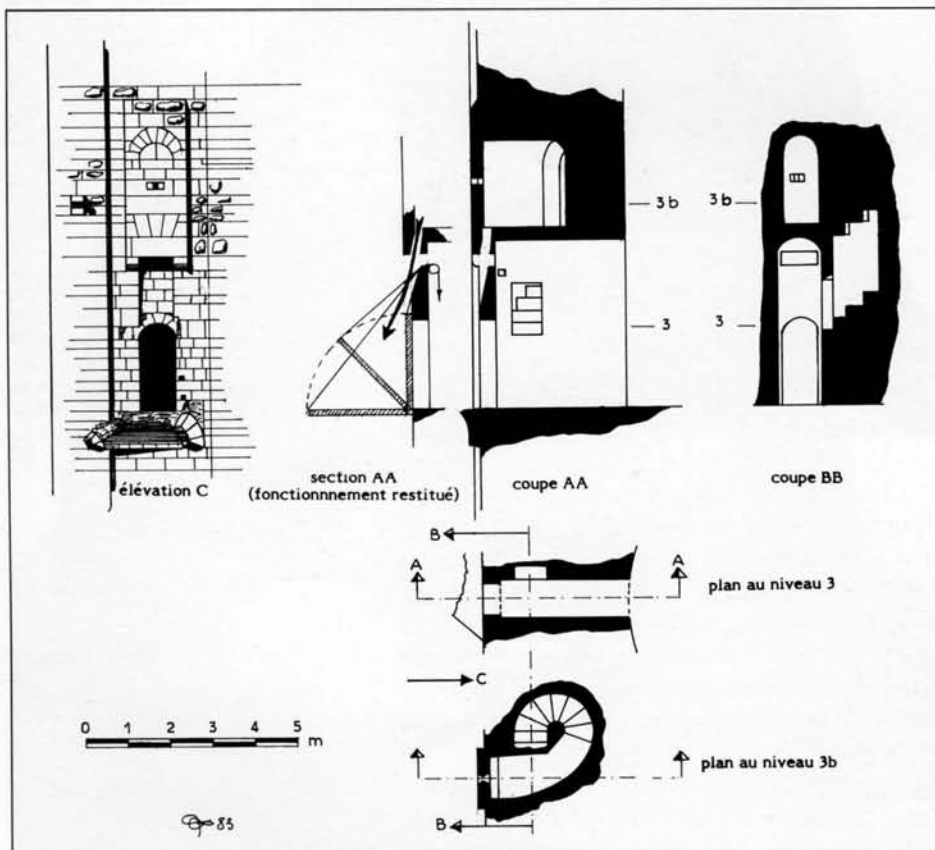 3b
3b
3
3
élévation C
section AA
(fonctionnnement restitué)
coupe AA
coupe BB
B
A
A
plan au niveau 3
C
0 1 2 3 4 5
m
plan au niveau 3b
B
83